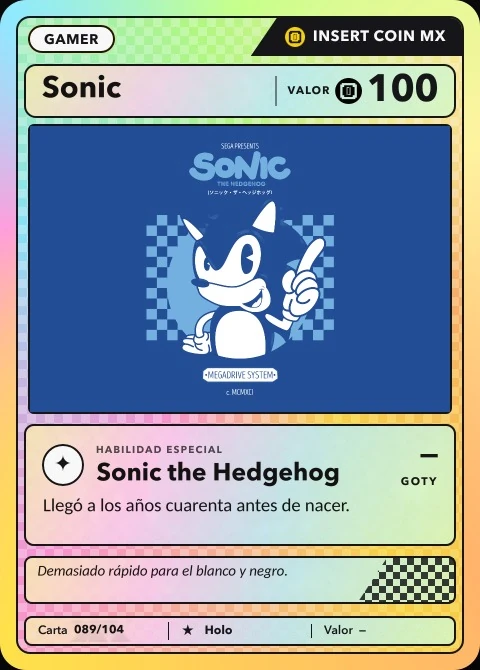 GAMER
INSERT COIN MX
Sonic
VALOR 100
SEGA PRESENTS
SONIC
THE HEDGEHOG
(ソニック・ザ・ヘッジホッグ)
•MEGADRIVE SYSTEM•
c. MCMXCI
HABILIDAD ESPECIAL
Sonic the Hedgehog
— GOTY
Llegó a los años cuarenta antes de nacer.
Demasiado rápido para el blanco y negro.
Carta 089/104 ★ Holo Valor —